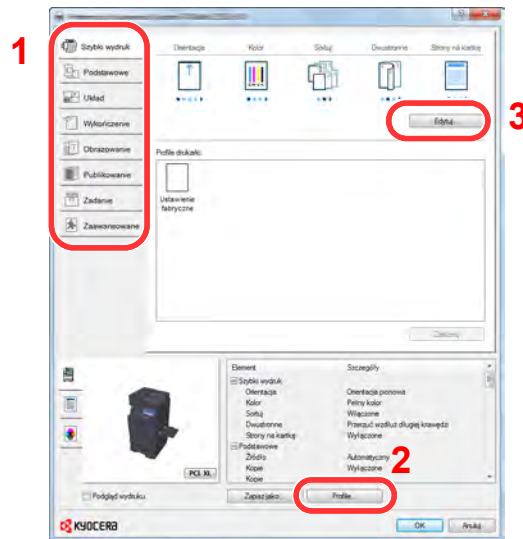 1
Szybki wydruk
Podstawowe
Układ
Wykończenie
Obrazowanie
Publikowanie
Zadanie
Zaawansowane
Orientacja
Kolor
Sortuj
Dwustronne
Strony na kartkę
Edytuj...
3
Profile drukarki:
Ustawienie
fabryczne
Zastosuj
Element Szczegóły
Szybki wydruk
Orientacja Orientacja pionowa
Kolor Pełny kolor
Sortuj Włączone
Dwustronne Przerzuć wzdłuż długiej krawędzi
Strony na kartkę Wyłączone
Podstawowe
Źródło Automatyczny
Kopie Wyłączone
Kopie
2
PCL XL
Podgląd wydruku
Zapisz jako...
Profile...
KYOCERA
OK
Anuluj